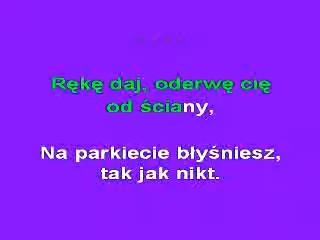 Rękę daj, oderwę cię
od ściany,
Na parkiecie błyśniesz,
tak jak nikt.